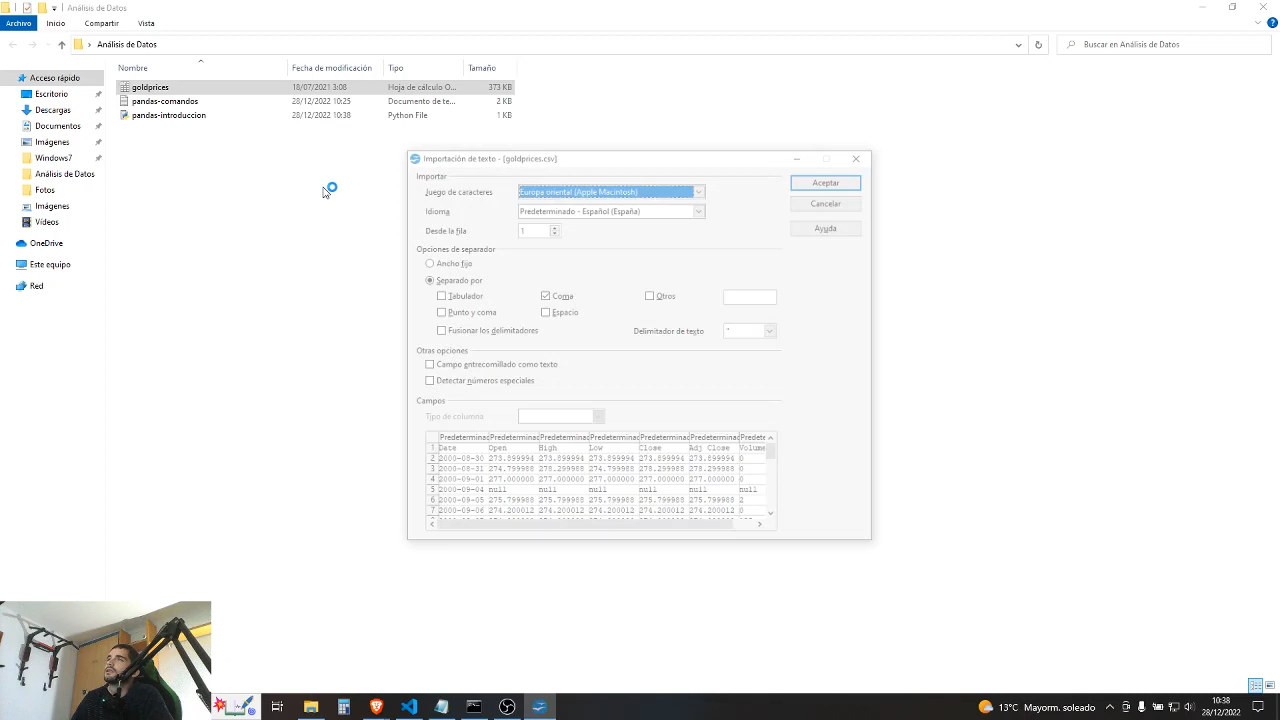 Análisis de Datos
Archivo Inicio Compartir Vista
Análisis de Datos
Buscar en Análisis de Datos
Nombre Fecha de modificación Tipo Tamaño
Acceso rápido
Escritorio
Descargas
Documentos
Imágenes
Windows7
Análisis de Datos
Fotos
Imágenes
Vídeos
OneDrive
Este equipo
Red
goldprices 18/07/2021 3:08 Hoja de cálculo O... 373 KB
pandas-comandos 28/12/2022 10:25 Documento de te... 2 KB
pandas-introduccion 28/12/2022 10:38 Python File 1 KB
Importación de texto - [goldprices.csv]
Importar
Juego de caracteres Europa oriental (Apple Macintosh)
Idioma Predeterminado - Español (España)
Desde la fila 1
Aceptar
Cancelar
Ayuda
Opciones de separador
Ancho fijo
Separado por
Tabulador Coma Otros
Punto y coma Espacio
Fusionar los delimitadores Delimitador de texto "
Otras opciones
Campo entrecomillado como texto
Detectar números especiales
Campos
Tipo de columna
Predeterminad Predeterminad Predeterminad Predeterminad Predeterminad Predeterminad Predete
1 Date Open High Low Close Adj Close Volume
2 2000-08-30 273.899994 273.899994 273.899994 273.899994 273.899994 0
3 2000-08-31 274.799988 278.299988 274.799988 278.299988 278.299988 0
4 2000-09-01 277.000000 277.000000 277.000000 277.000000 277.000000 0
5 2000-09-04 null null null null null null
6 2000-09-05 275.799988 275.799988 275.799988 275.799988 275.799988 2
7 2000-09-06 274.200012 274.200012 274.200012 274.200012 274.200012 0
13°C Mayorm. soleado
10:38
28/12/2022